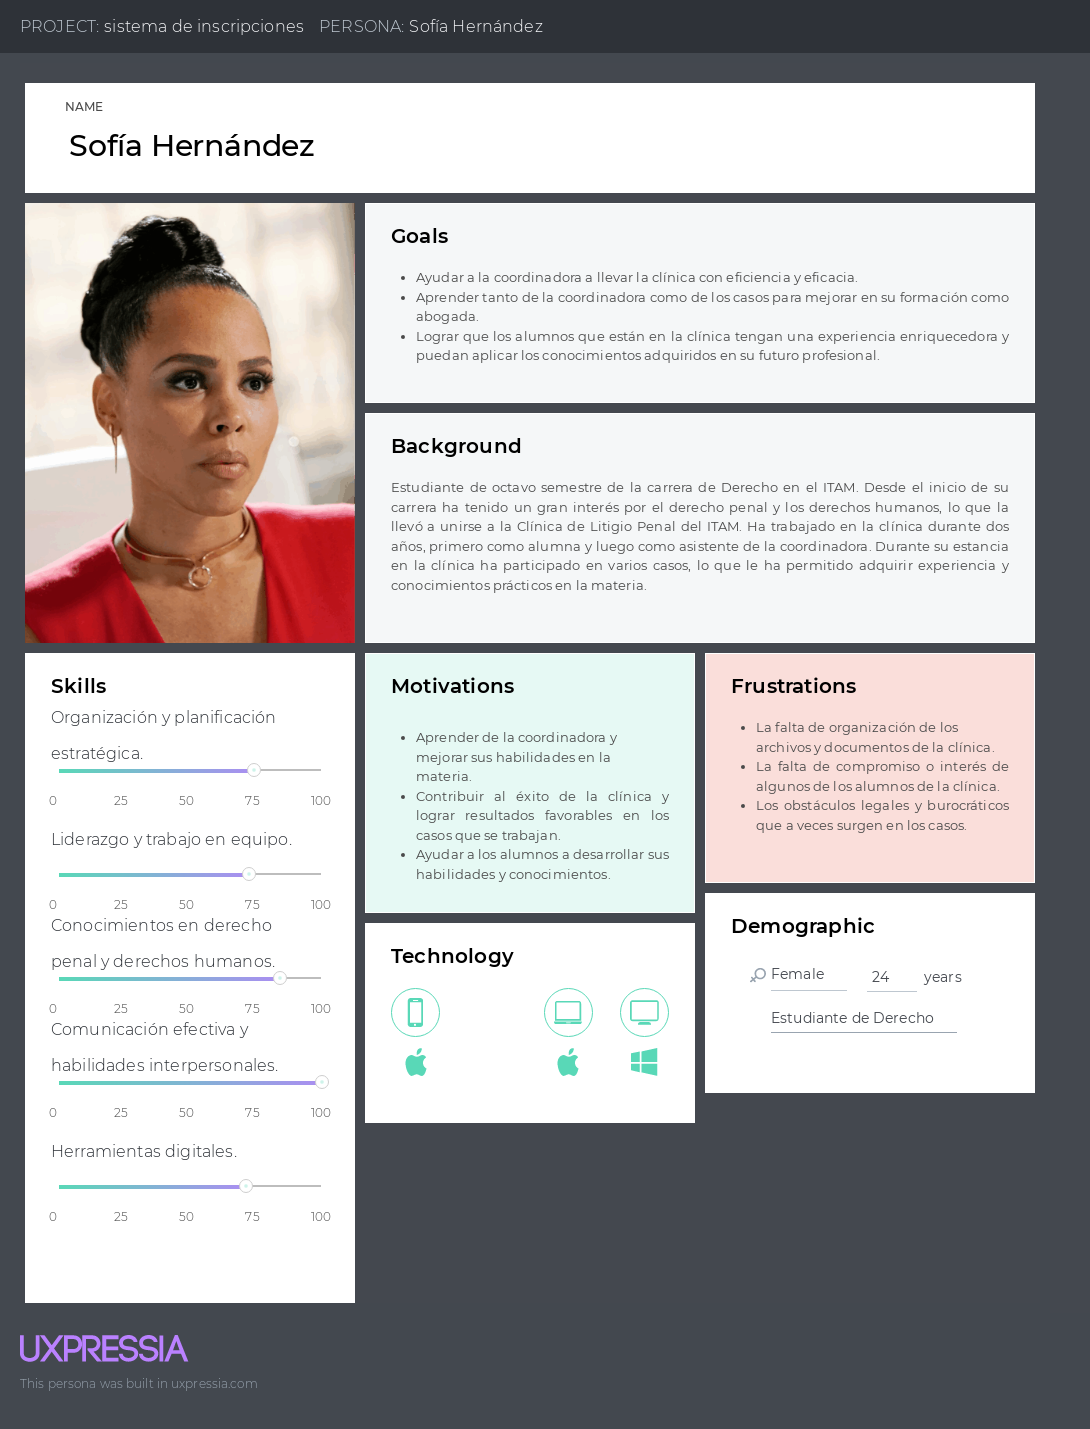 PROJECT: sistema de inscripciones PERSONA: Sofía Hernández
NAME
Sofía Hernández
Goals
• Ayudar a la coordinadora a llevar la clínica con eficiencia y eficacia.
• Aprender tanto de la coordinadora como de los casos para mejorar en su formación como
abogada.
• Lograr que los alumnos que están en la clínica tengan una experiencia enriquecedora y
puedan aplicar los conocimientos adquiridos en su futuro profesional.
Background
Estudiante de octavo semestre de la carrera de Derecho en el ITAM. Desde el inicio de su
carrera ha tenido un gran interés por el derecho penal y los derechos humanos, lo que la
llevó a unirse a la Clínica de Litigio Penal del ITAM. Ha trabajado en la clínica durante dos
años, primero como alumna y luego como asistente de la coordinadora. Durante su estancia
en la clínica ha participado en varios casos, lo que le ha permitido adquirir experiencia y
conocimientos prácticos en la materia.
Skills
Organización y planificación
estratégica.
0 25 50 75 100
Liderazgo y trabajo en equipo.
0 25 50 75 100
Conocimientos en derecho
penal y derechos humanos.
0 25 50 75 100
Comunicación efectiva y
habilidades interpersonales.
0 25 50 75 100
Herramientas digitales.
0 25 50 75 100
Motivations
• Aprender de la coordinadora y
mejorar sus habilidades en la
materia.
• Contribuir al éxito de la clínica y
lograr resultados favorables en los
casos que se trabajan.
• Ayudar a los alumnos a desarrollar sus
habilidades y conocimientos.
Technology
Frustrations
• La falta de organización de los
archivos y documentos de la clínica.
• La falta de compromiso o interés de
algunos de los alumnos de la clínica.
• Los obstáculos legales y burocráticos
que a veces surgen en los casos.
Demographic
Female 24 years
Estudiante de Derecho
UXPRESSIA
This persona was built in uxpressia.com